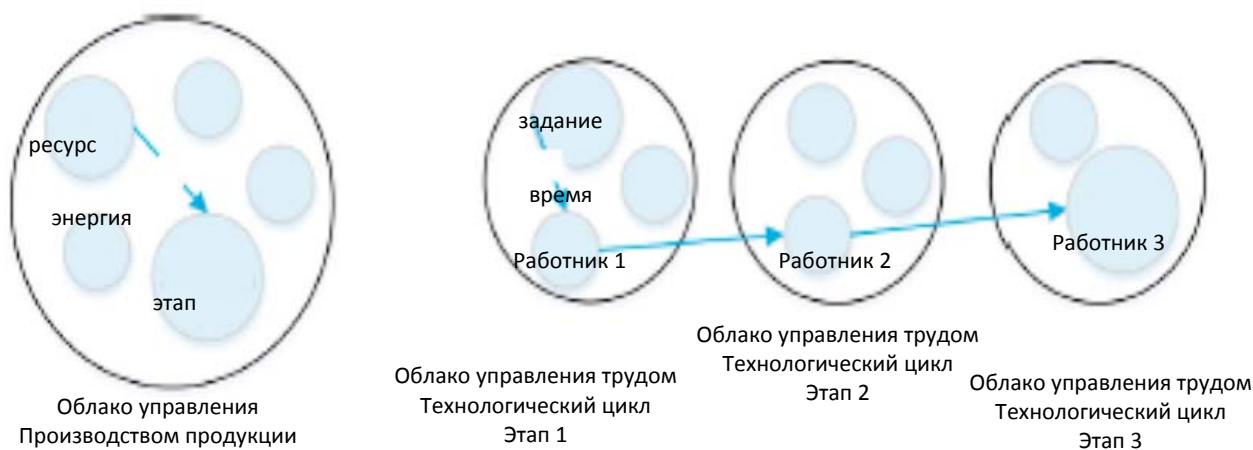 ресурс
энергия
этап
Облако управления
Производством продукции
задание
время
Работник 1
Облако управления трудом
Технологический цикл
Этап 1
Работник 2
Облако управления трудом
Технологический цикл
Этап 2
Работник 3
Облако управления трудом
Технологический цикл
Этап 3